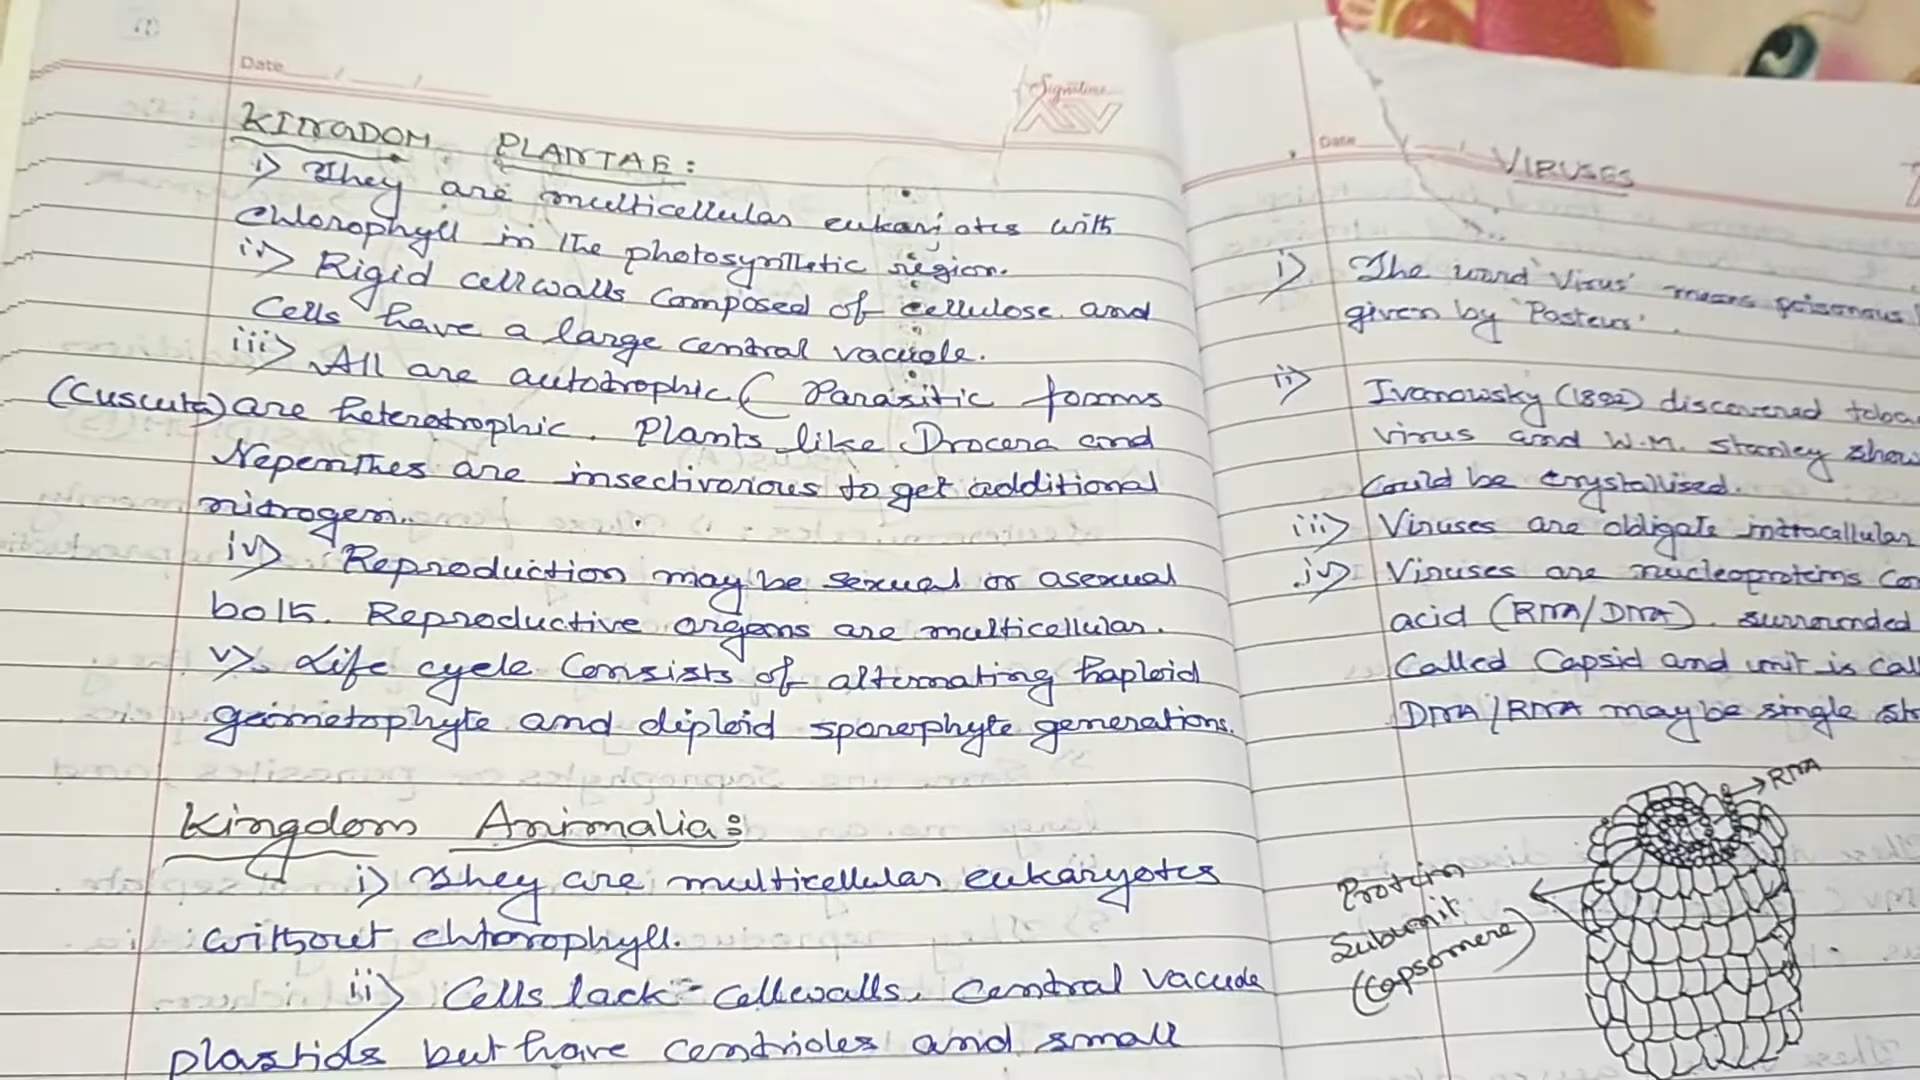 Date
Signature
KINGDOM PLANTAE:
i> They are multicellular eukaryotes with
chlorophyll in the photosynthetic region.
ii> Rigid cell walls composed of cellose and
Cells have a large central vacuole.
iii> All are autotrophic ( Parasitic forms
(Cuscuta) are heterotrophic. Plants like Drocera and
Nepenthes are insectivorious to get additional
nitrogen.
iv> Reproduction may be sexual or asexual
both. Reproductive organs are multicellular.
v> Life cycle Consists of alternating haploid
gametophyte and diploid sporophyte generations.
Kingdom Animalia:
i> They are multicellular eukaryotes
without chlorophyll.
ii> Cells lack cellwalls, central vacuole
plastids but have centrioles and small
Date
VIRUSES
i> The word 'Virus' means poisonous
given by 'Pasteur'.
ii> Ivanowsky (1892) discovered
virus and W.M. Stanley
could be crystallised.
iii> Viruses are obligate intracellular
iv> Viruses are nucleoproteins
acid (RNA/DNA). surrounded
Called Capsid and unit is
DNA/RNA may be single
RNA
Protein
Subunit
(Capsomere)